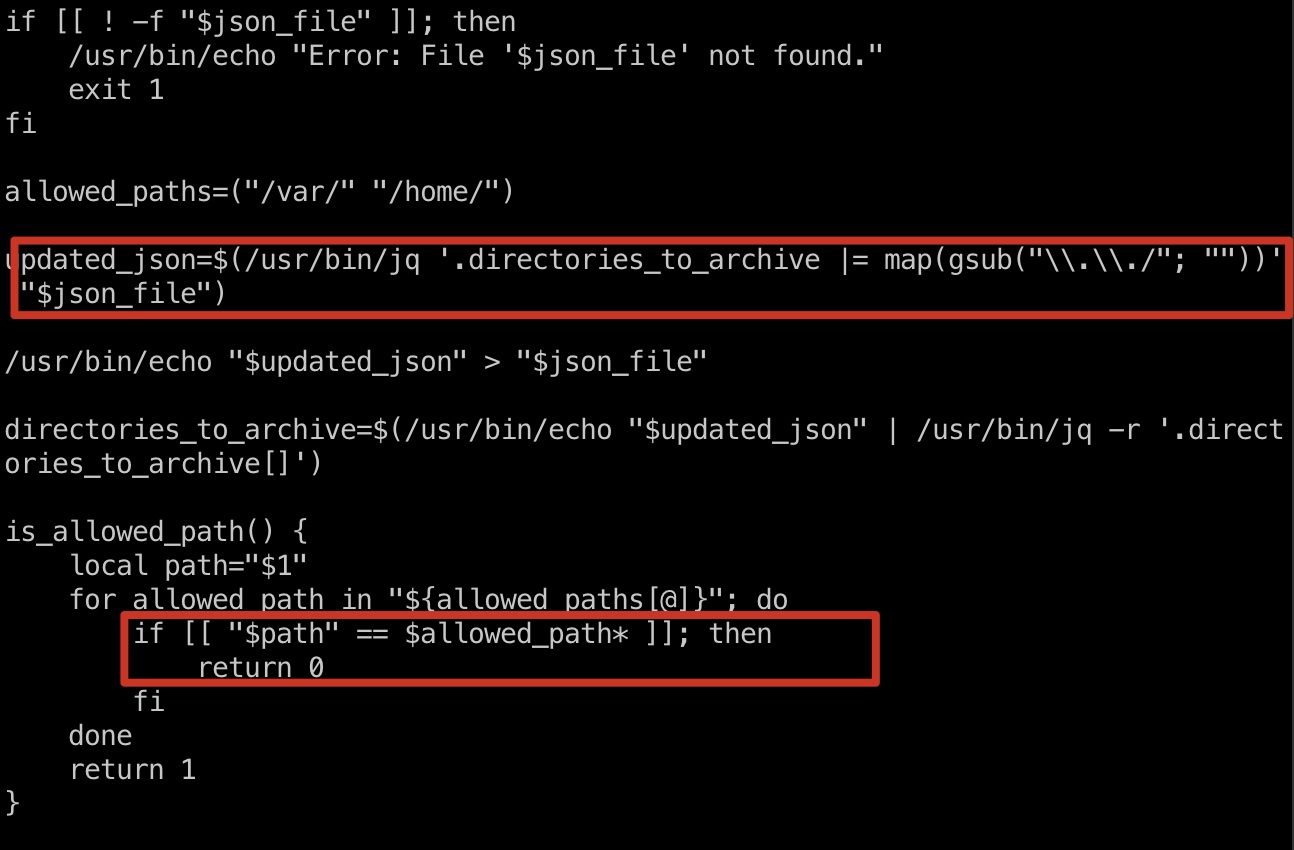 if [[ ! -f "$json_file" ]]; then
    /usr/bin/echo "Error: File '$json_file' not found."
    exit 1
fi

allowed_paths=("/var/" "/home/")

updated_json=$(/usr/bin/jq '.directories_to_archive |= map(gsub("\\.\\./"; ""))'
 "$json_file")

/usr/bin/echo "$updated_json" > "$json_file"

directories_to_archive=$(/usr/bin/echo "$updated_json" | /usr/bin/jq -r '.direct
ories_to_archive[]')

is_allowed_path() {
    local path="$1"
    for allowed_path in "${allowed_paths[@]}"; do
        if [[ "$path" == $allowed_path* ]]; then
            return 0
        fi
    done
    return 1
}